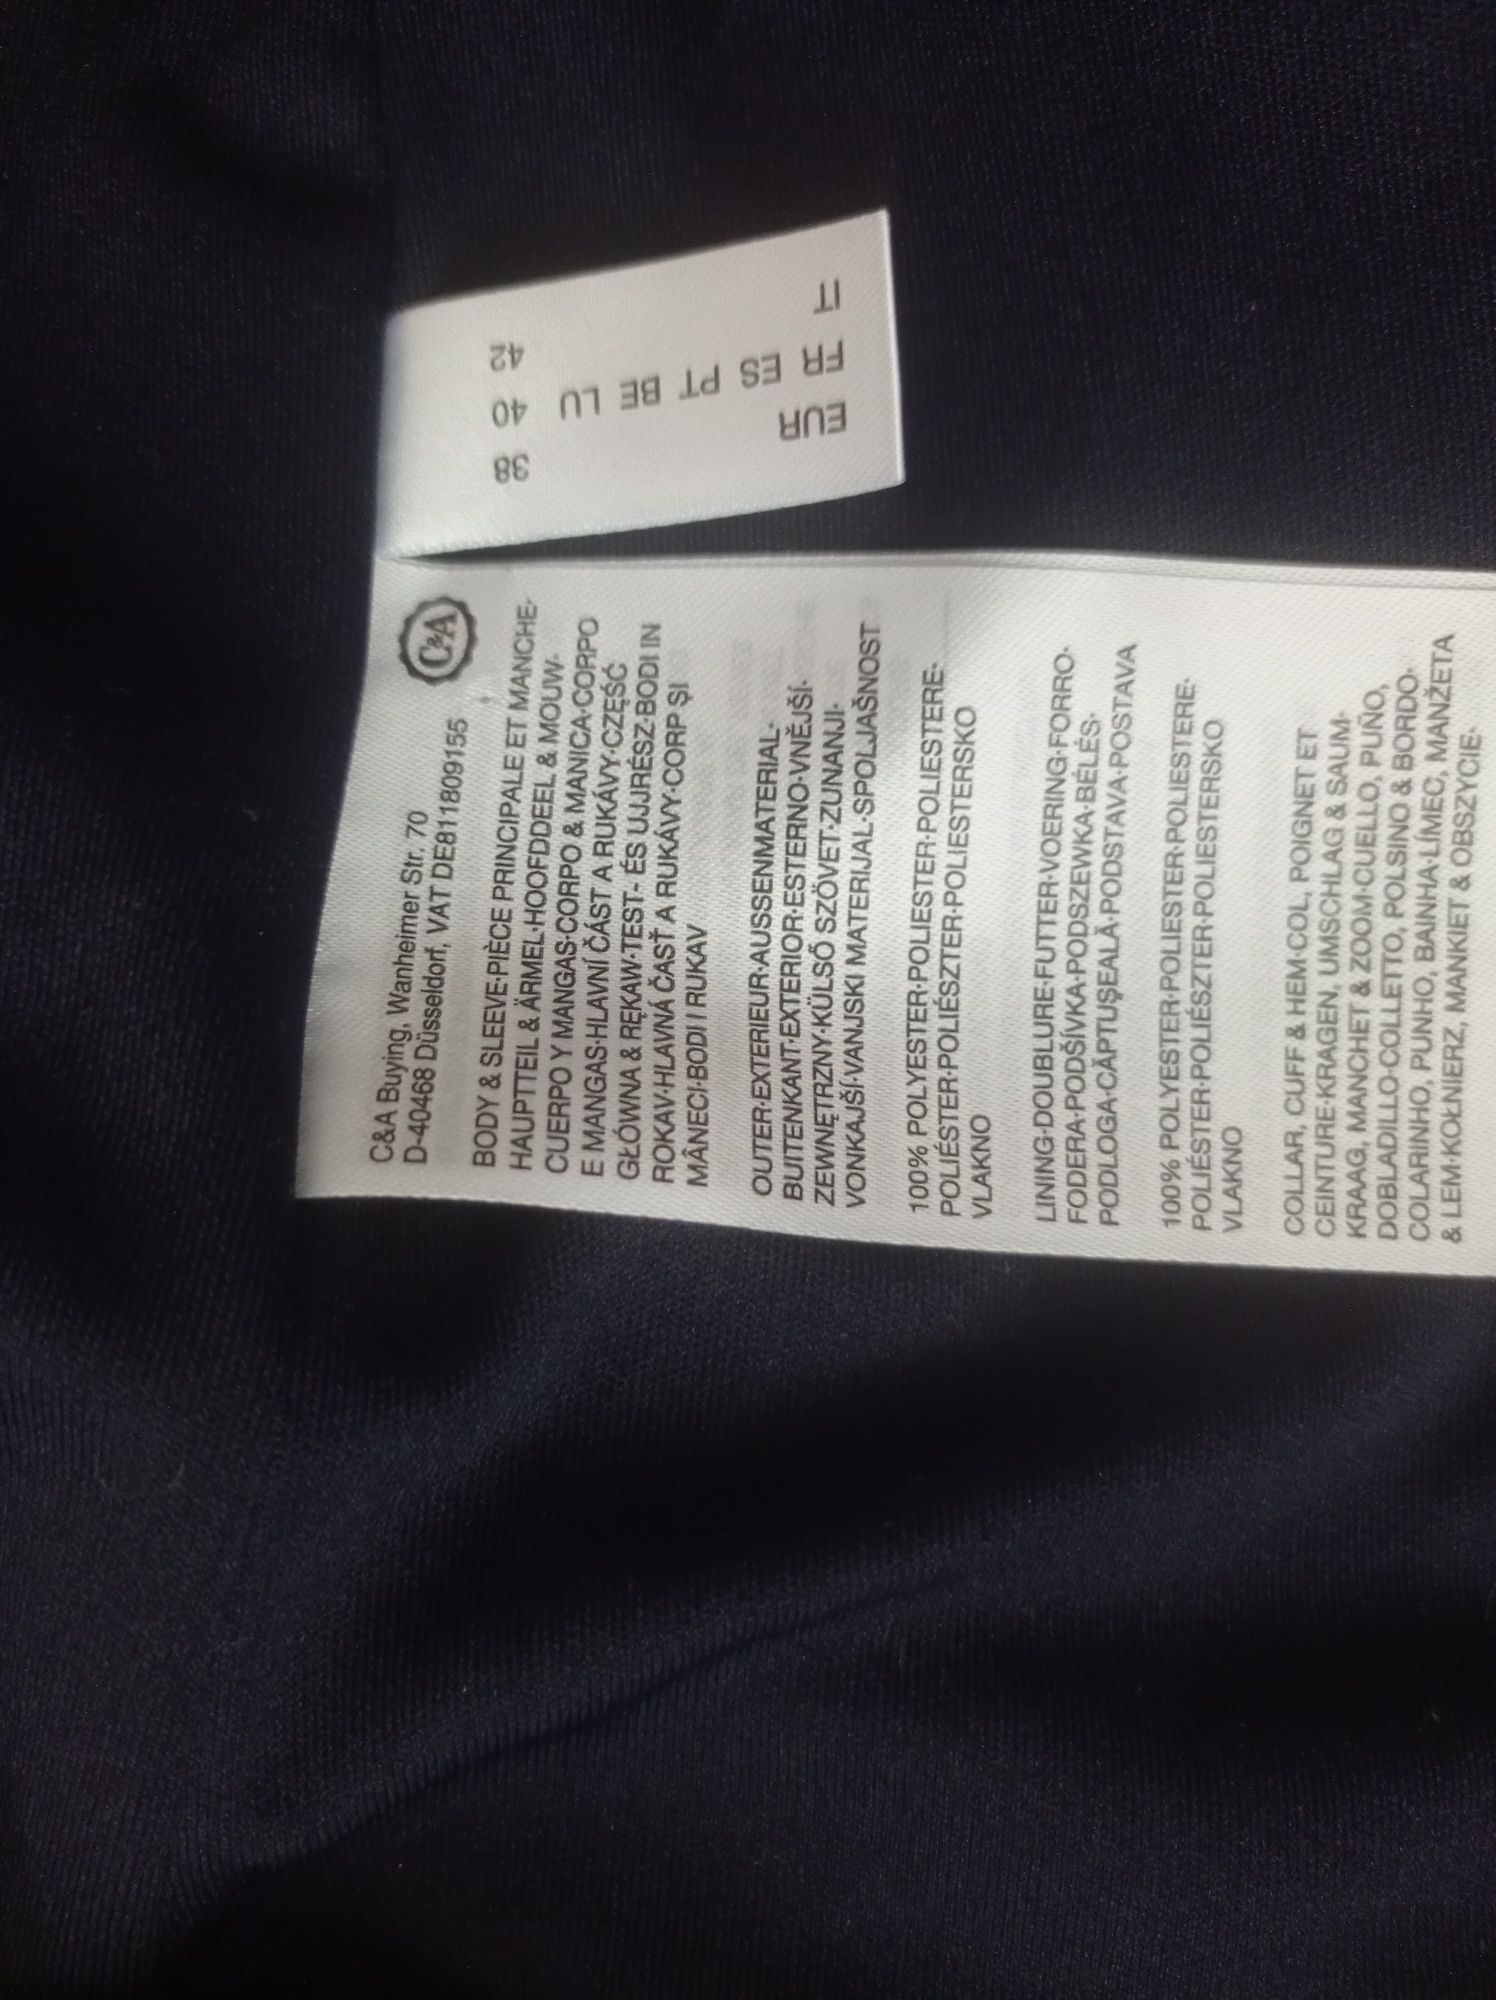 C&A
C&A Buying, Wanheimer Str. 70
D-40468 Düsseldorf, VAT DE811809155
BODY & SLEEVE·PIÈCE PRINCIPALE ET MANCHE·
HAUPTTEIL & ÄRMEL·HOOFDDEEL & MOUW·
CUERPO Y MANGAS·CORPO & MANICA·CORPO
E MANGAS·HLAVNÍ ČÁST A RUKÁVY·CZĘŚĆ
GŁÓWNA & RĘKAW·TEST- ÉS UJJRÉSZ·BODI IN
ROKAV·HLAVNÁ ČASŤ A RUKÁVY·CORP ŞI
MÂNECI·BODI I RUKAV
OUTER·EXTERIEUR·AUSSENMATERIAL·
BUITENKANT·EXTERIOR·ESTERNO·VNĚJŠÍ·
ZEWNĘTRZNY·KÜLSŐ SZÖVET·ZUNANJI·
VONKAJŠÍ·VANJSKI MATERIJAL·SPOLJAŠNOST
100% POLYESTER·POLIESTER·POLIESTERE·
POLIÉSTER·POLIÉSZTER·POLIESTERSKO
VLAKNO
LINING·DOUBLURE·FUTTER·VOERING·FORRO·
FODERA·PODŠÍVKA·PODSZEWKA·BÉLÉS·
PODLOGA·CĂPTUŞEALĂ·PODSTAVA·POSTAVA
100% POLYESTER·POLIESTER·POLIESTERE·
POLIÉSTER·POLIÉSZTER·POLIESTERSKO
VLAKNO
COLLAR, CUFF & HEM·COL, POIGNET ET
CEINTURE·KRAGEN, UMSCHLAG & SAUM·
KRAAG, MANCHET & ZOOM·CUELLO, PUÑO,
DOBLADILLO·COLLETTO, POLSINO & BORDO·
COLARINHO, PUNHO, BAINHA·LÍMEC, MANŽETA
& LEM·KOŁNIERZ, MANKIET & OBSZYCIE·
EUR 38
FR ES PT BE LU 40
IT 42